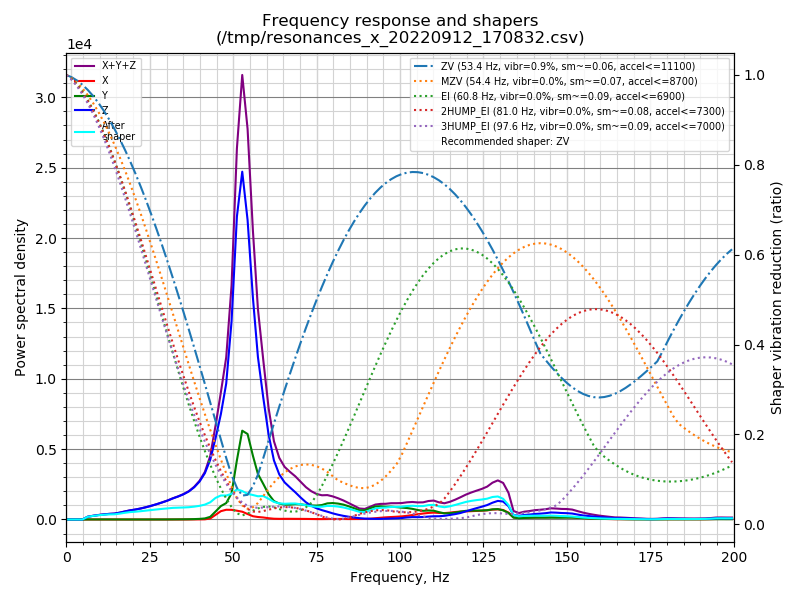 Frequency response and shapers
(/tmp/resonances_x_20220912_170832.csv)
1e4
X+Y+Z
X
Y
Z
After
shaper
ZV (53.4 Hz, vibr=0.9%, sm~=0.06, accel<=11100)
MZV (54.4 Hz, vibr=0.0%, sm~=0.07, accel<=8700)
EI (60.8 Hz, vibr=0.0%, sm~=0.09, accel<=6900)
2HUMP_EI (81.0 Hz, vibr=0.0%, sm~=0.08, accel<=7300)
3HUMP_EI (97.6 Hz, vibr=0.0%, sm~=0.09, accel<=7000)
Recommended shaper: ZV
Power spectral density
3.0
2.5
2.0
1.5
1.0
0.5
0.0
1.0
0.8
0.6
0.4
0.2
0.0
Shaper vibration reduction (ratio)
0 25 50 75 100 125 150 175 200
Frequency, Hz